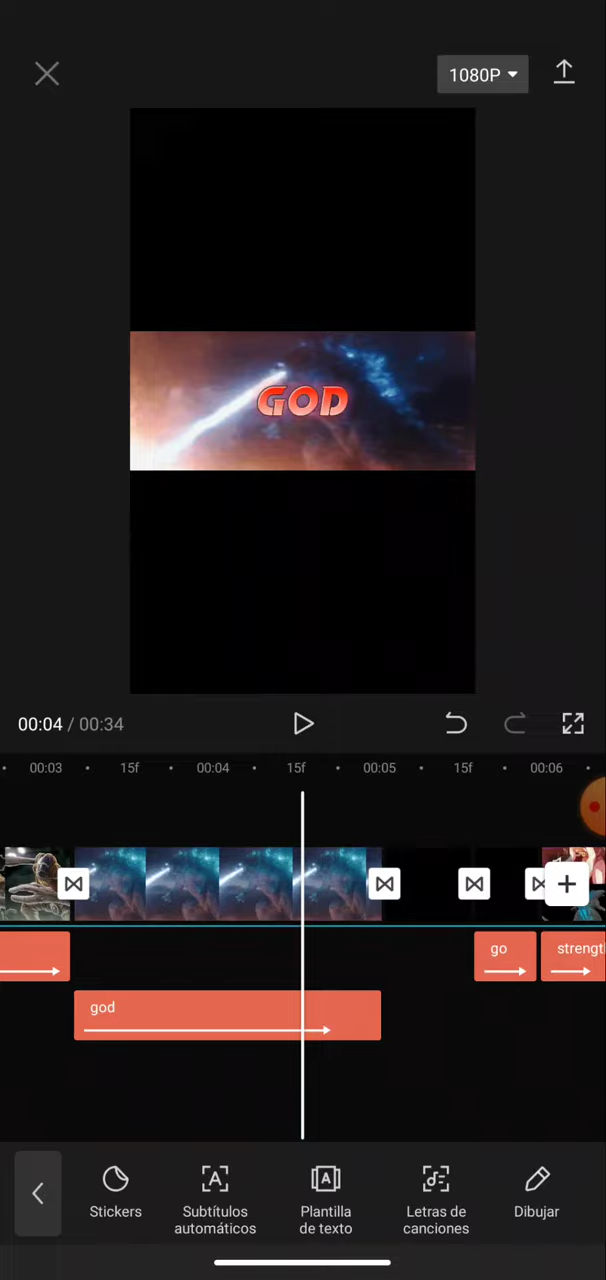 1080P
GOD
00:04 / 00:34
00:03 15f 00:04 15f 00:05 15f 00:06
go
strength
god
Stickers
Subtítulos
automáticos
Plantilla
de texto
Letras de
canciones
Dibujar